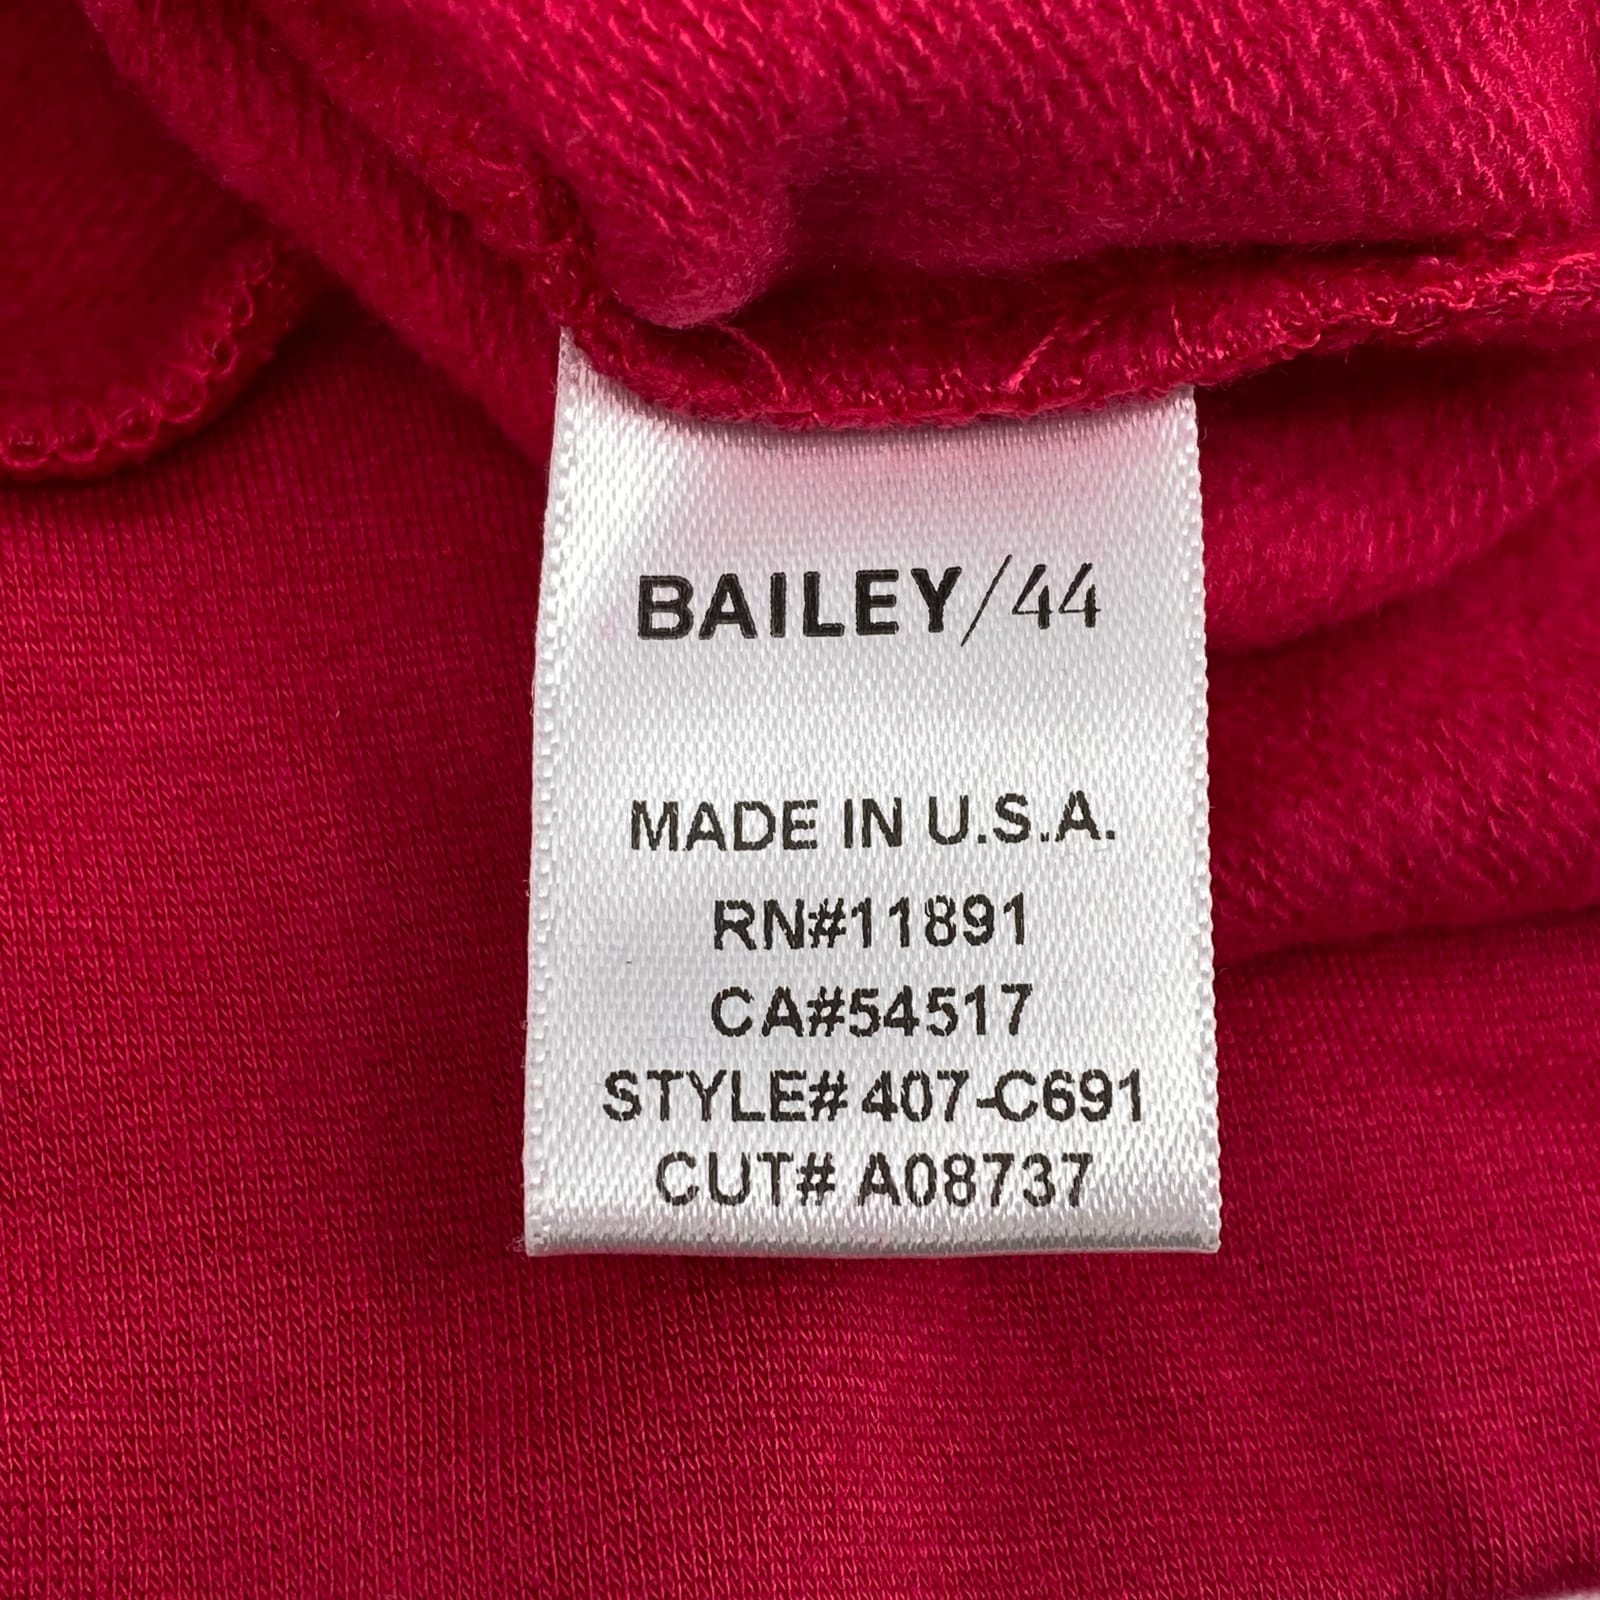 BAILEY/44
MADE IN U.S.A.
RN#11891
CA#54517
STYLE# 407-C691
CUT# A08737